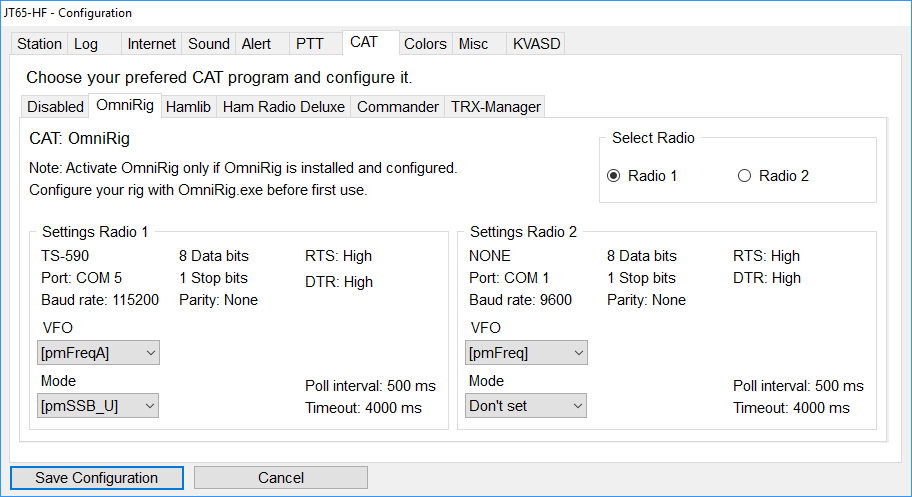 JT65-HF - Configuration
Station Log Internet Sound Alert PTT CAT Colors Misc KVASD
Choose your prefered CAT program and configure it.
Disabled OmniRig Hamlib Ham Radio Deluxe Commander TRX-Manager
CAT: OmniRig
Note: Activate OmniRig only if OmniRig is installed and configured.
Configure your rig with OmniRig.exe before first use.
Select Radio
Radio 1 Radio 2
Settings Radio 1
TS-590 8 Data bits RTS: High
Port: COM 5 1 Stop bits DTR: High
Baud rate: 115200 Parity: None
VFO
[pmFreqA]
Mode
[pmSSB_U]
Poll interval: 500 ms
Timeout: 4000 ms
Settings Radio 2
NONE 8 Data bits RTS: High
Port: COM 1 1 Stop bits DTR: High
Baud rate: 9600 Parity: None
VFO
[pmFreq]
Mode
Don't set
Poll interval: 500 ms
Timeout: 4000 ms
Save Configuration Cancel